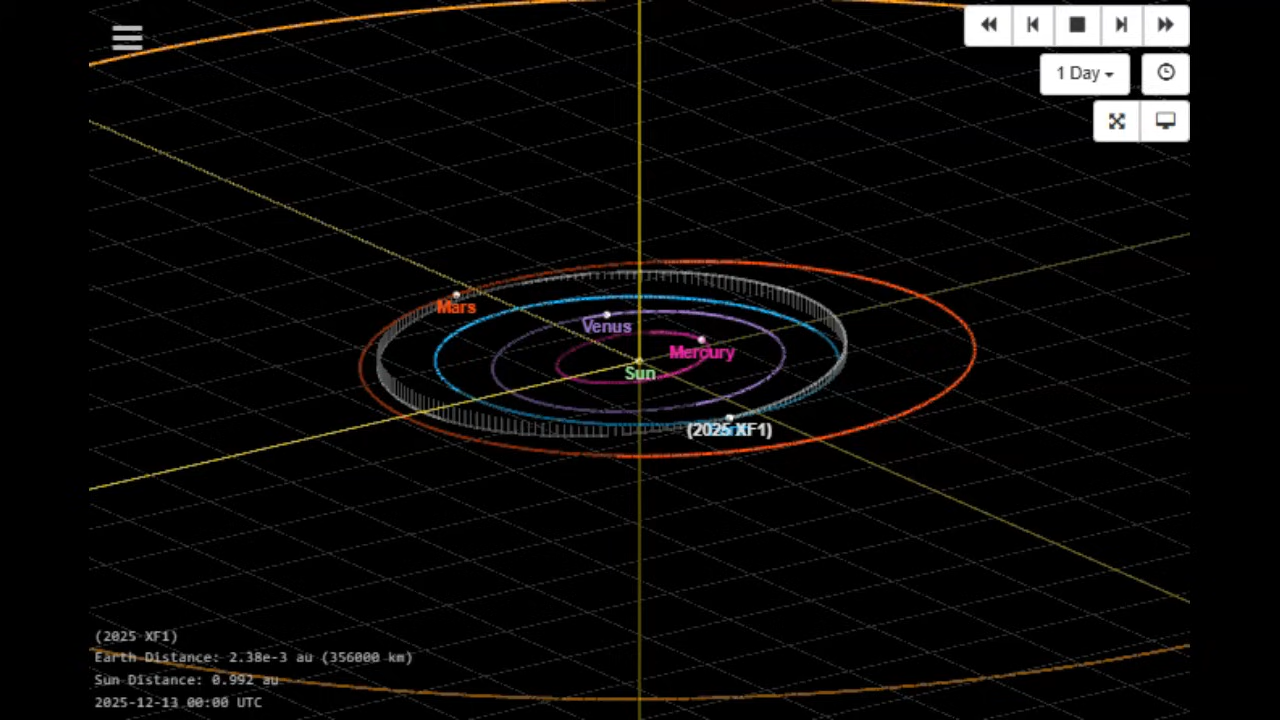 1 Day
Mars
Venus
Mercury
Sun
(2025 XF1)
(2025 XF1)
Earth Distance: 2.38e-3 au (356000 km)
Sun Distance: 0.992 au
2025-12-13 00:00 UTC